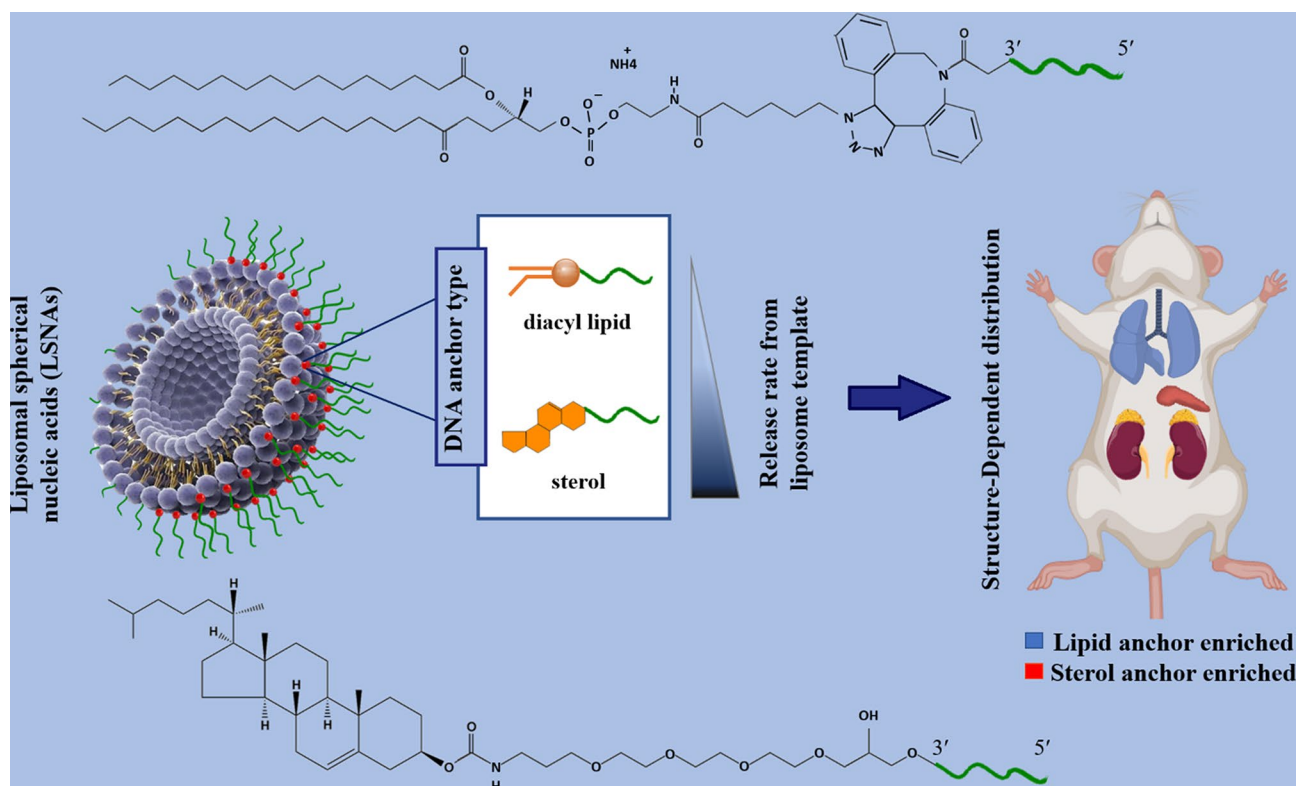 O
O
H
O
O
P
O−
O
O
NH4
+
H
N
O
N
N
N
N
O
3′
5′
Liposomal spherical
nucleic acids (LSNAs)
DNA anchor type
diacyl lipid
sterol
Release rate from
liposome template
Structure-Dependent distribution
Lipid anchor enriched
Sterol anchor enriched
H
H
H
H
H
O
O
N
H
O
O
O
O
OH
O
3′
5′